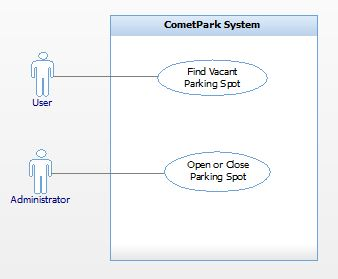 CometPark System
Find Vacant
Parking Spot
User
Open or Close
Parking Spot
Administrator